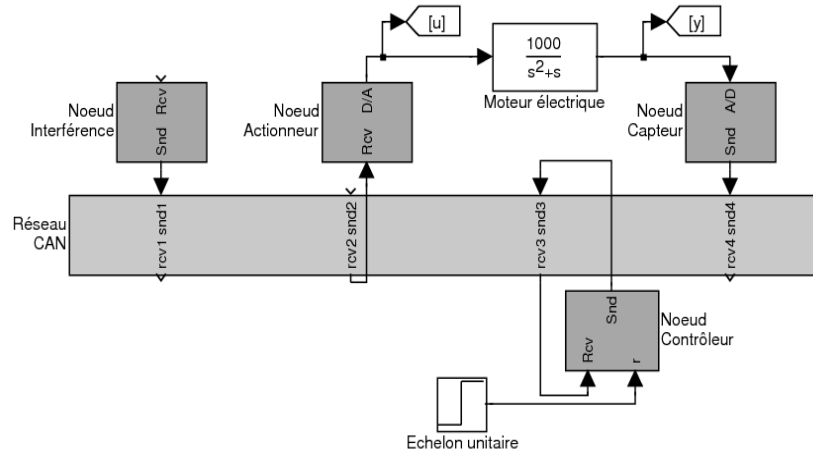 [u]
[y]
1000
s²+s
Moteur électrique
Noeud
Interférence
Rcv
Snd
Noeud
Actionneur
D/A
Rcv
Noeud
Capteur
A/D
Snd
Réseau
CAN
rcv1 snd1
rcv2 snd2
rcv3 snd3
rcv4 snd4
Snd
Rcv
r
Noeud
Contrôleur
Echelon unitaire